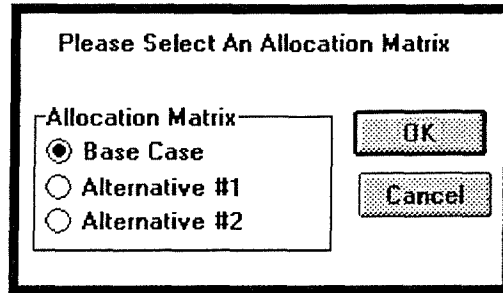 Please Select An Allocation Matrix
Allocation Matrix
Base Case
Alternative #1
Alternative #2
OK
Cancel